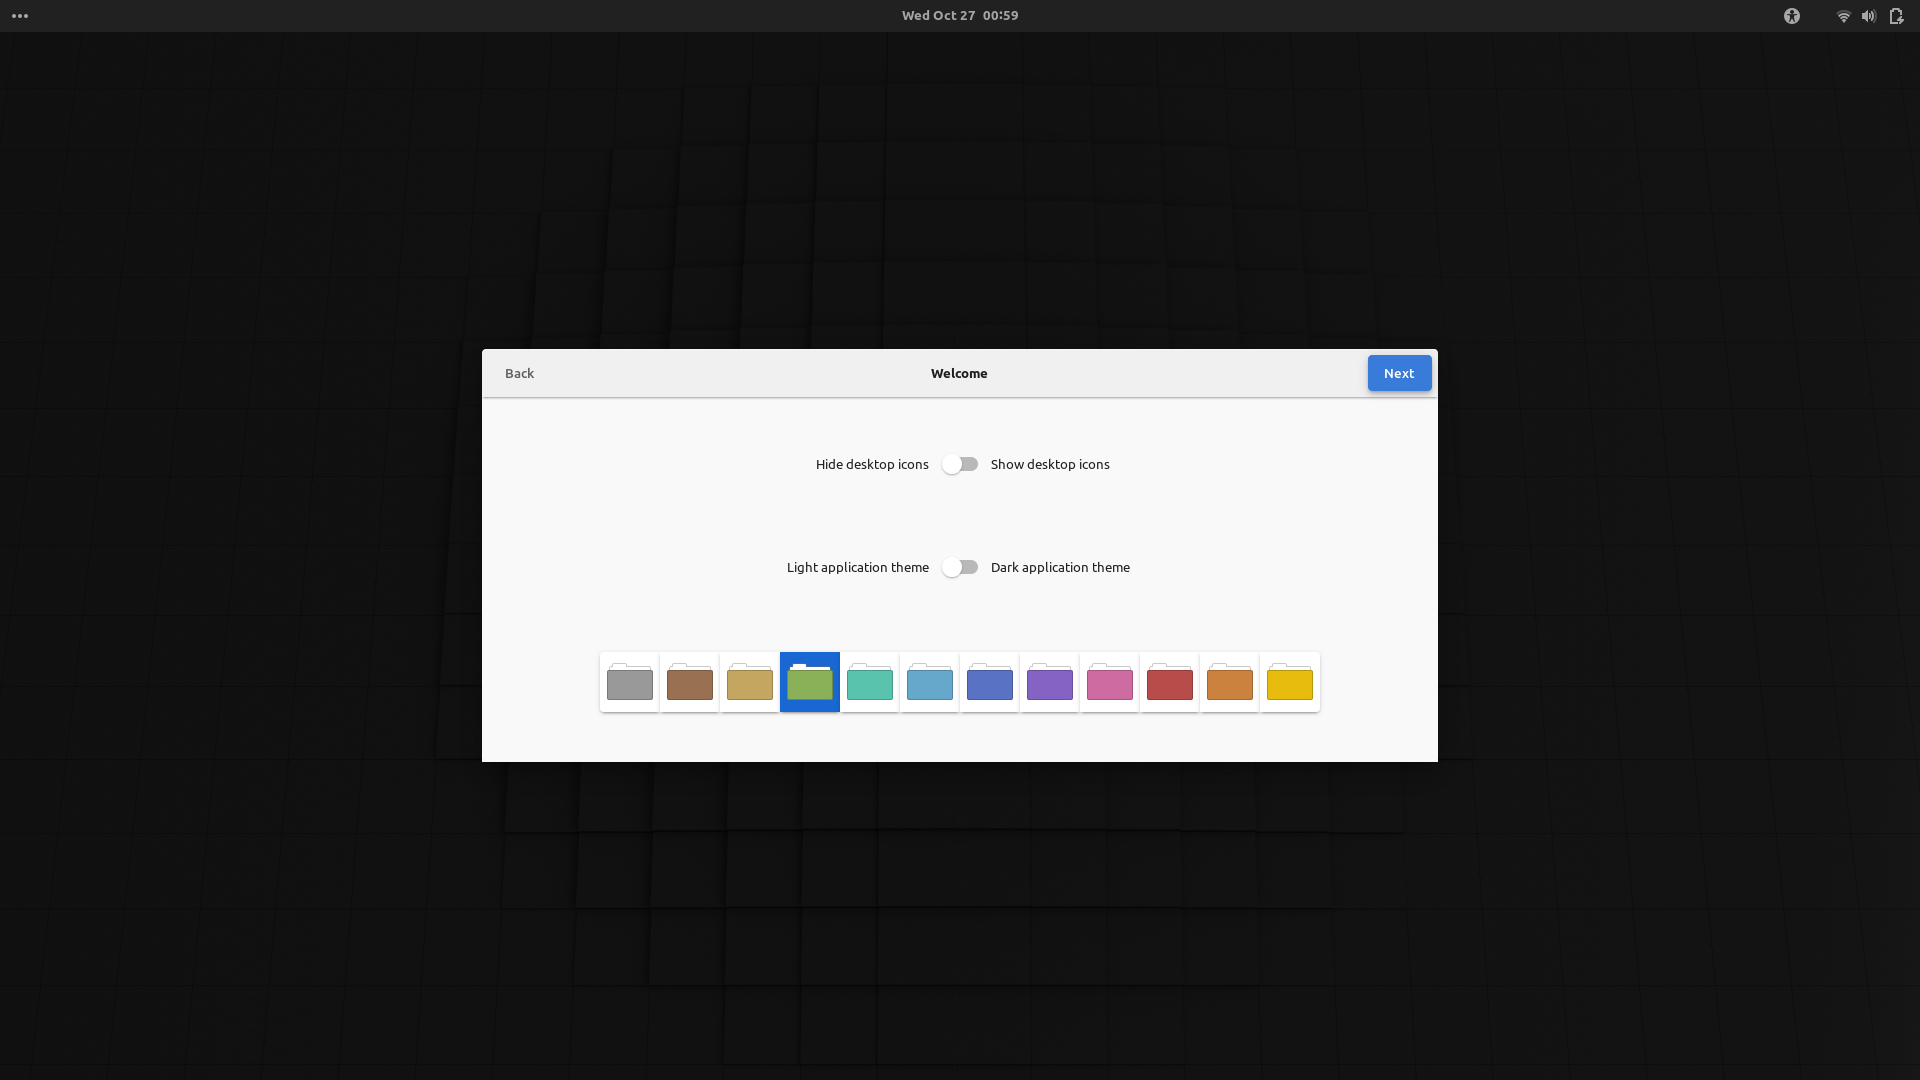 Wed Oct 27 00:59
Back
Welcome
Next
Hide desktop icons
Show desktop icons
Light application theme
Dark application theme